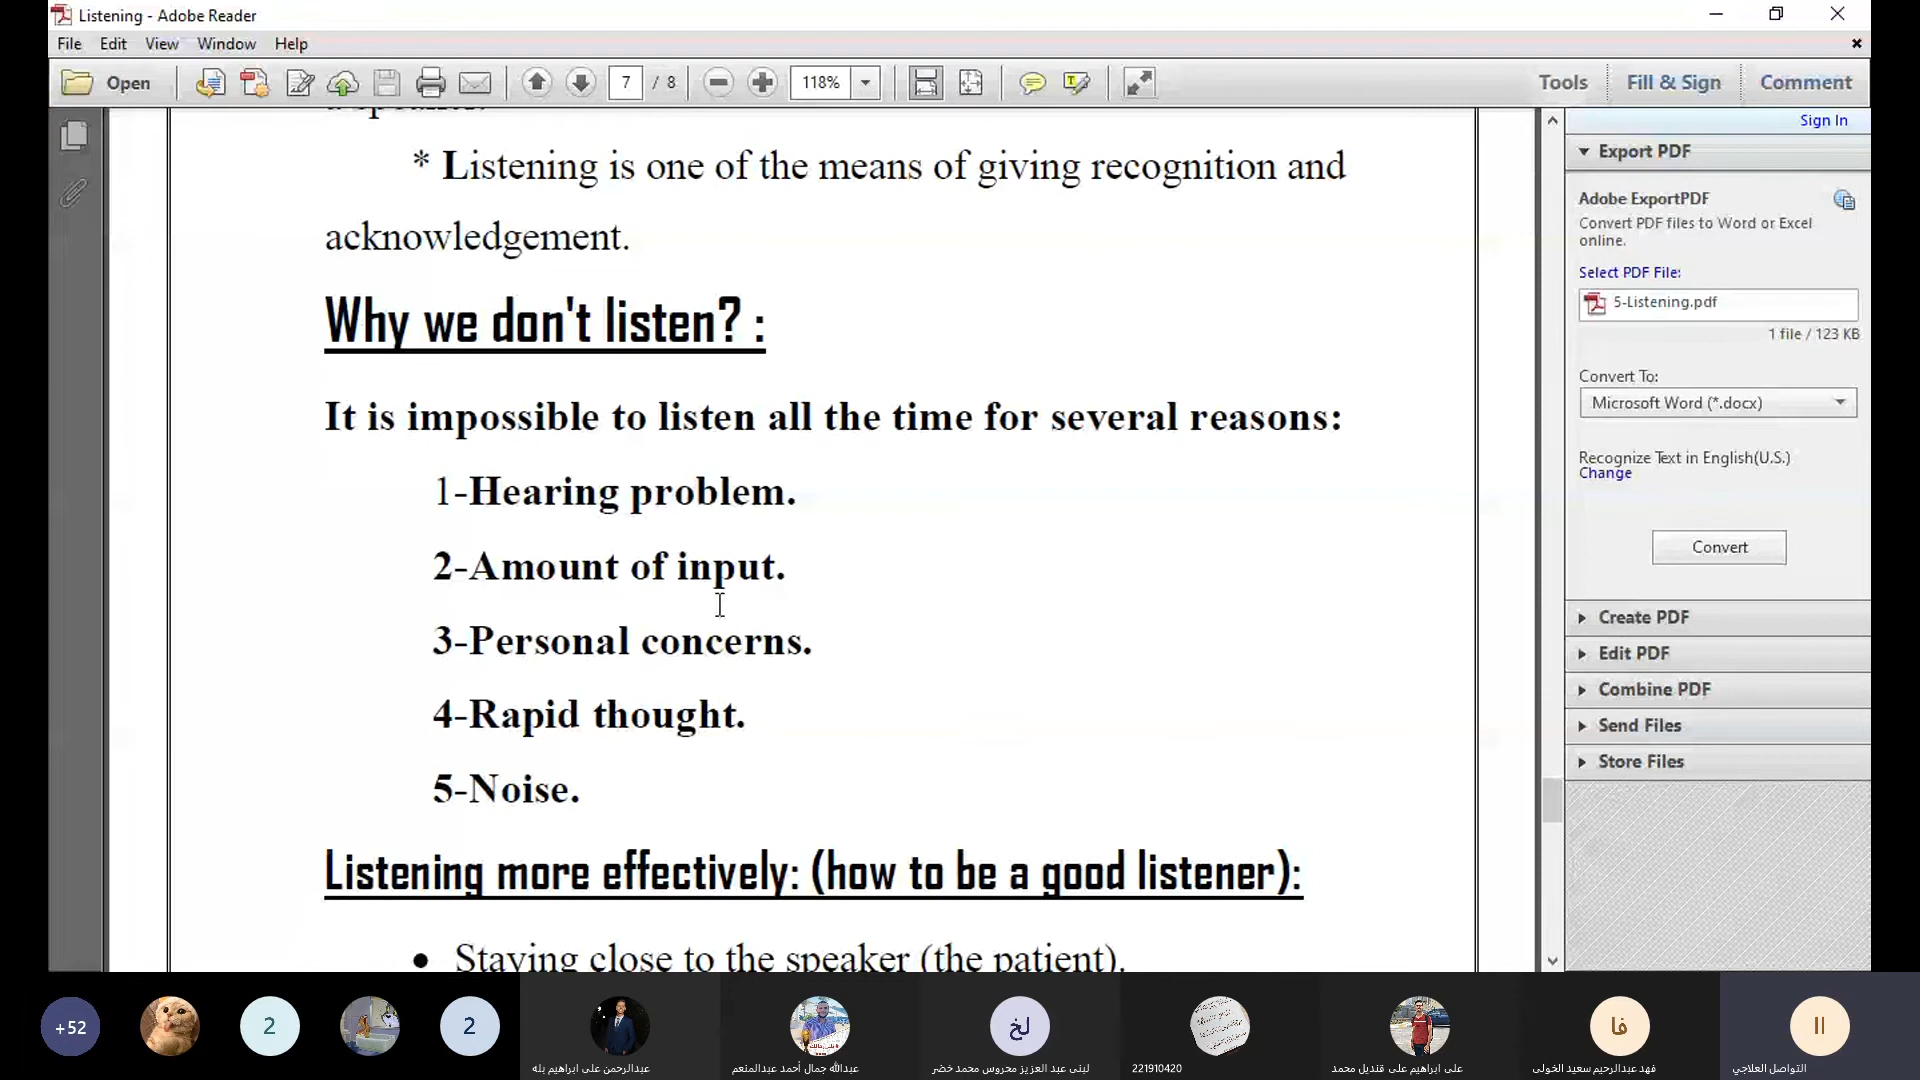 Listening - Adobe Reader
File Edit View Window Help
Open 7 / 8 118% Tools Fill & Sign Comment
* Listening is one of the means of giving recognition and
acknowledgement.
Why we don't listen? :
It is impossible to listen all the time for several reasons:
1-Hearing problem.
2-Amount of input.
3-Personal concerns.
4-Rapid thought.
5-Noise.
Listening more effectively: (how to be a good listener):
• Staying close to the speaker (the patient).
Sign In
Export PDF
Adobe ExportPDF
Convert PDF files to Word or Excel
online.
Select PDF File:
5-Listening.pdf
1 file / 123 KB
Convert To:
Microsoft Word (*.docx)
Recognize Text in English(U.S.)
Change
Convert
Create PDF
Edit PDF
Combine PDF
Send Files
Store Files
+52 2 2 لخ فا اا
عبدالرحمن على ابراهيم بله
عبدالله جمال أحمد عبدالمنعم
لبنى عبد العزيز محروس محمد خضر
221910420
على ابراهيم على قنديل محمد
فهد عبدالرحيم سعيد الخولى
التواصل العلاجي